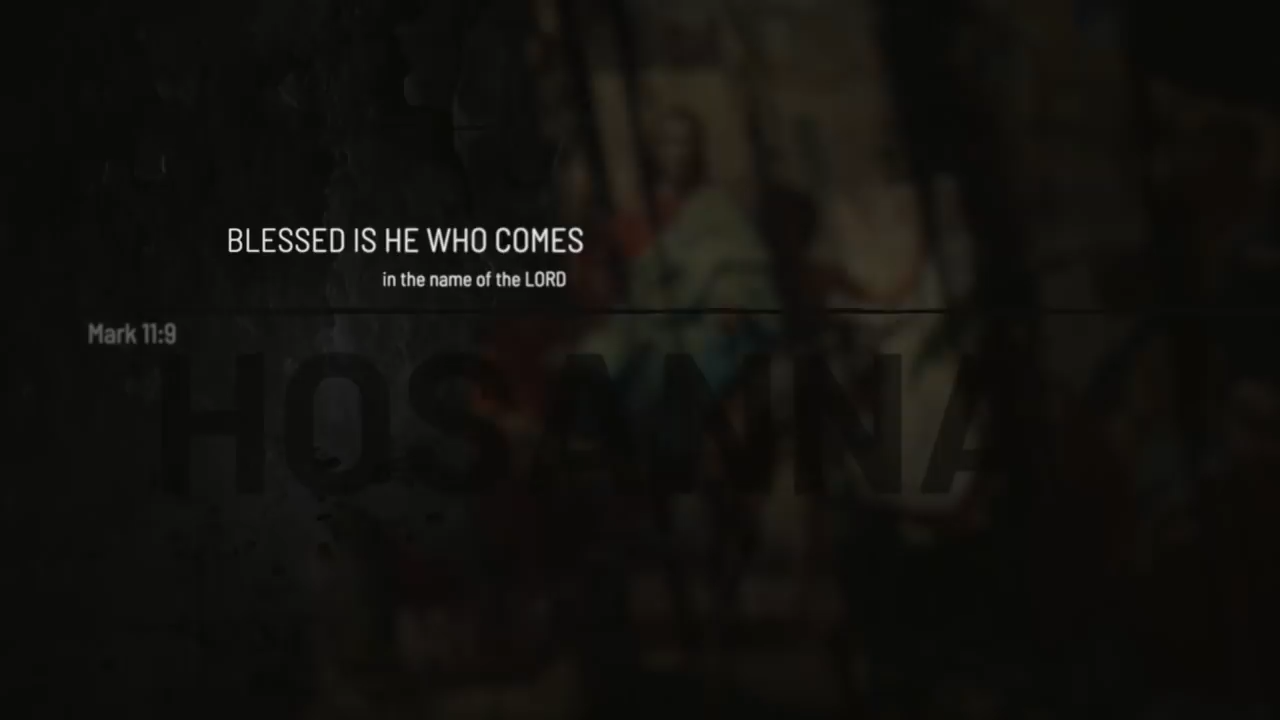 BLESSED IS HE WHO COMES
in the name of the LORD
Mark 11:9
HOSANNA